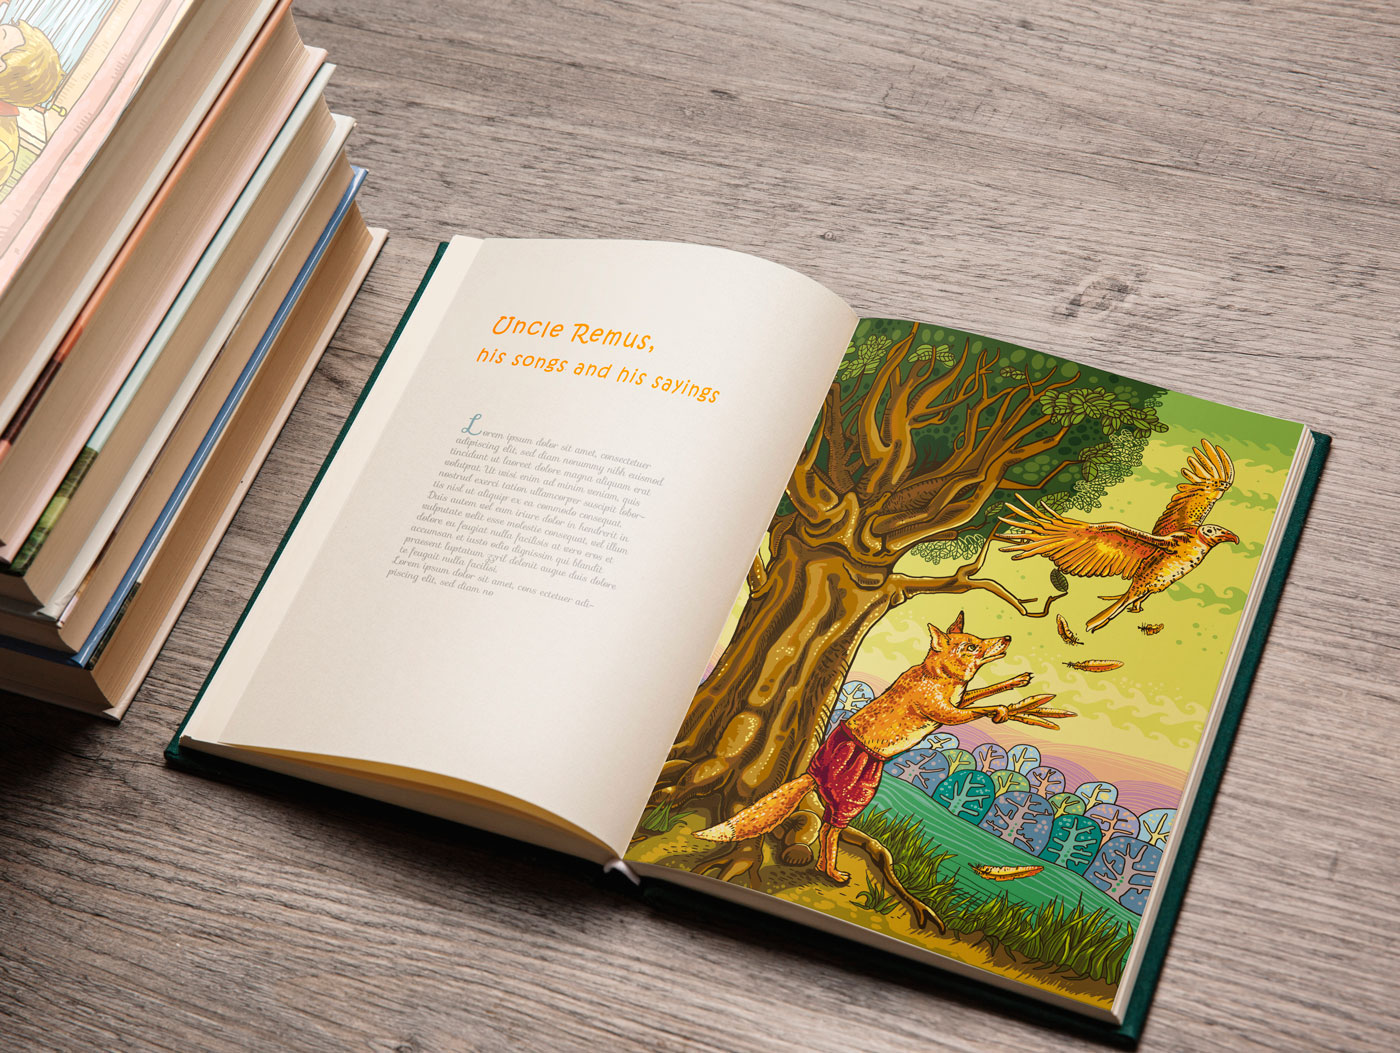 Uncle Remus,
his songs and his sayings
Lorem ipsum dolor sit amet, consectetuer
adipiscing elit, sed diam nonummy nibh euismod
tincidunt ut laoreet dolore magna aliquam erat
volutpat. Ut wisi enim ad minim veniam, quis
nostrud exerci tation ullamcorper suscipit lobor-
tis nisl ut aliquip ex ea commodo consequat.
Duis autem vel eum iriure dolor in hendrerit in
vulputate velit esse molestie consequat, vel illum
dolore eu feugiat nulla facilisis at vero eros et
accumsan et iusto odio dignissim qui blandit
praesent luptatum zzril delenit augue duis dolore
te feugait nulla facilisi.
Lorem ipsum dolor sit amet, cons ectetuer adi-
piscing elit, sed diam no